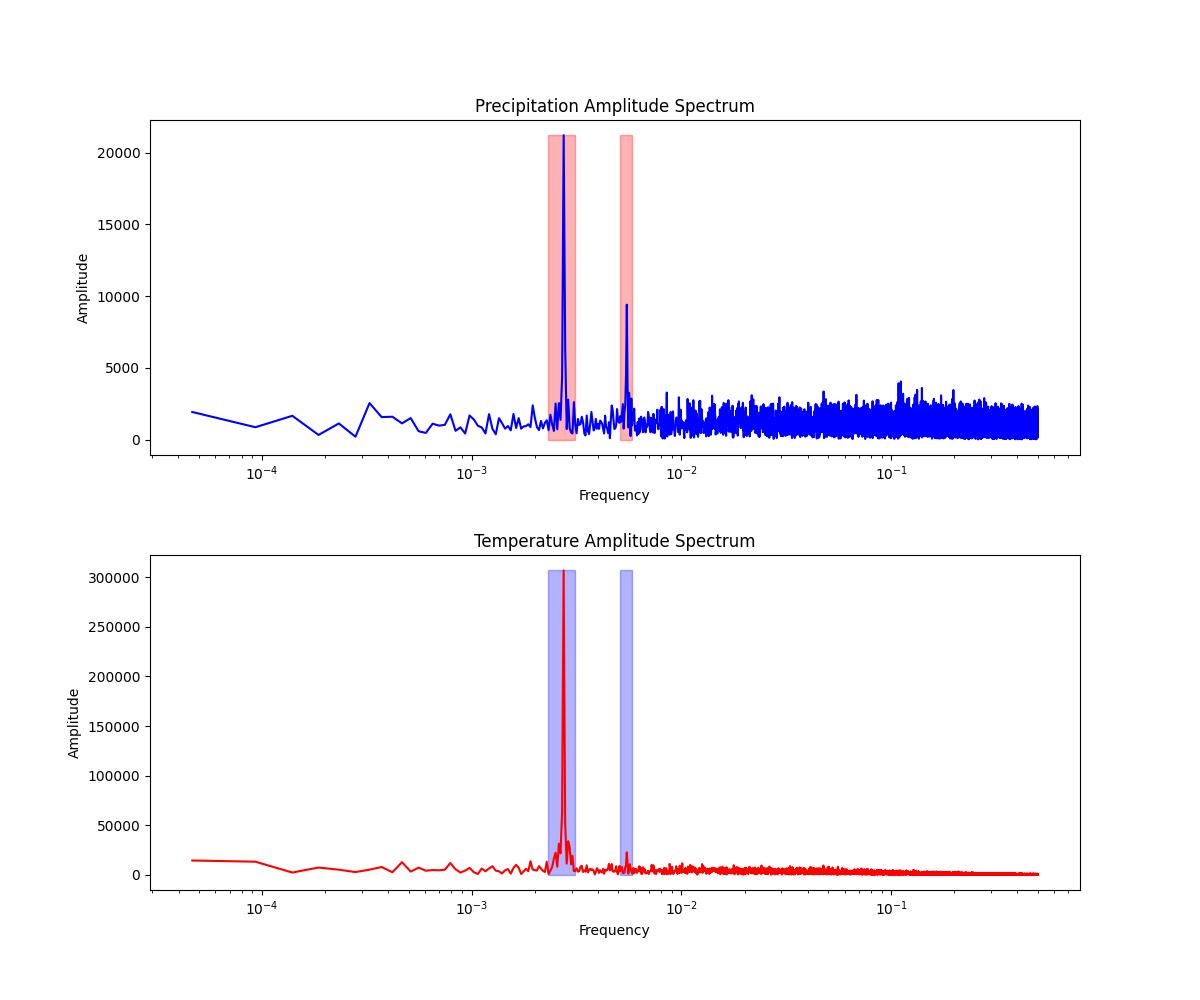 Precipitation Amplitude Spectrum
20000
15000
10000
5000
0
Amplitude
10⁻⁴ 10⁻³ 10⁻² 10⁻¹
Frequency
Temperature Amplitude Spectrum
300000
250000
200000
150000
100000
50000
0
Amplitude
10⁻⁴ 10⁻³ 10⁻² 10⁻¹
Frequency